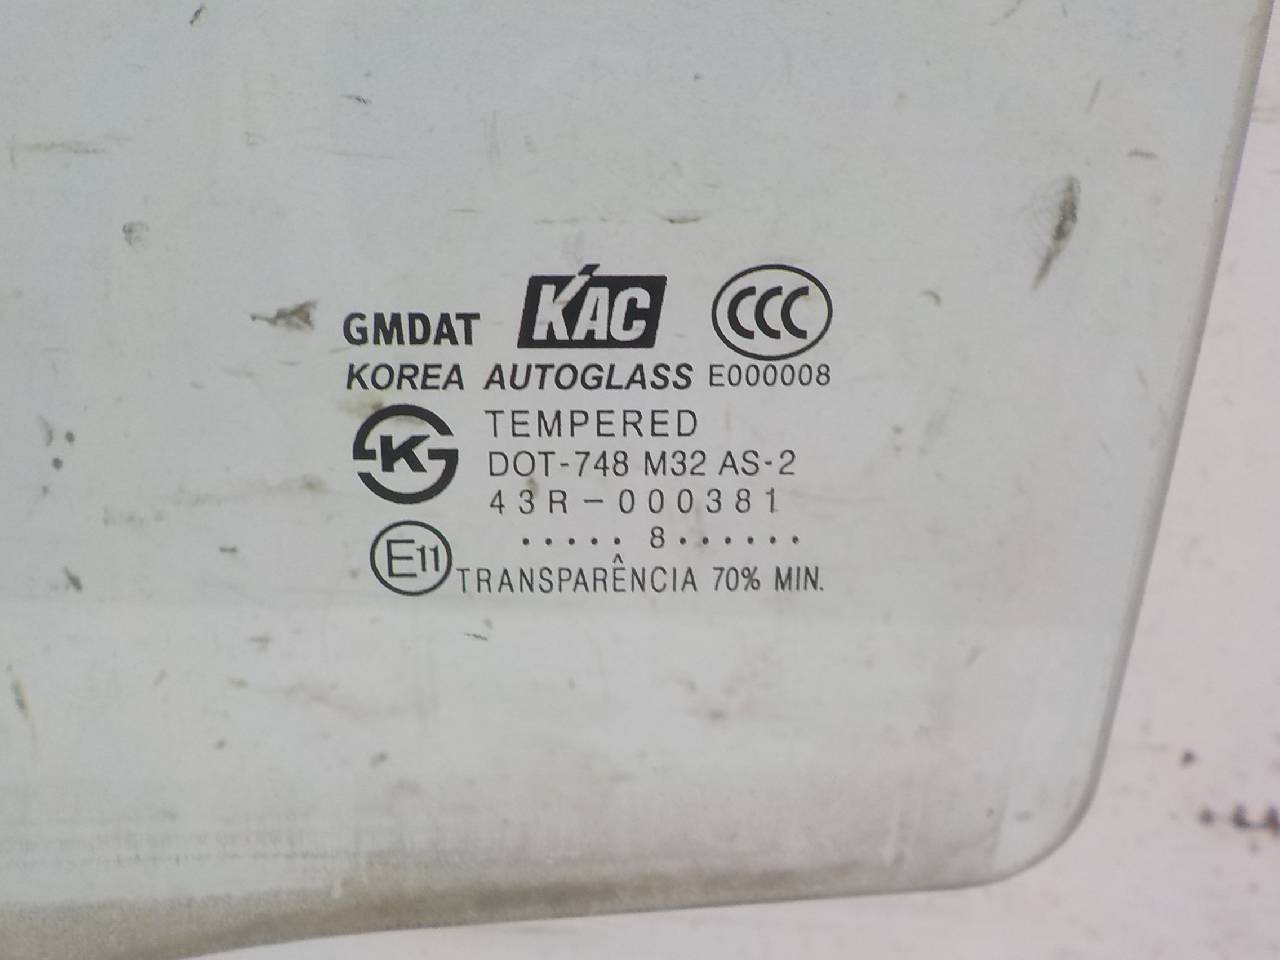 GMDAT KAC CCC
KOREA AUTOGLASS E000008
TEMPERED
K DOT-748 M32 AS-2
43R-000381
.....8......
E11 TRANSPARÊNCIA 70% MIN.